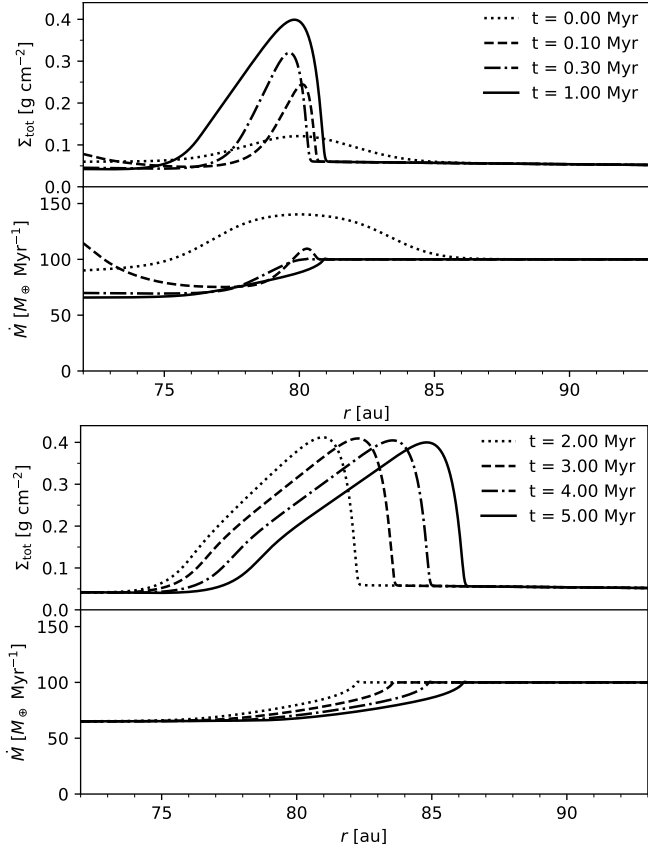 0.4
0.3
0.2
0.1
0.0
Σtot [g cm−2]
t = 0.00 Myr
t = 0.10 Myr
t = 0.30 Myr
t = 1.00 Myr
150
100
50
0
Ṁ [M⊕ Myr−1]
75 80 85 90
r [au]
0.4
0.3
0.2
0.1
0.0
Σtot [g cm−2]
t = 2.00 Myr
t = 3.00 Myr
t = 4.00 Myr
t = 5.00 Myr
150
100
50
0
Ṁ [M⊕ Myr−1]
75 80 85 90
r [au]